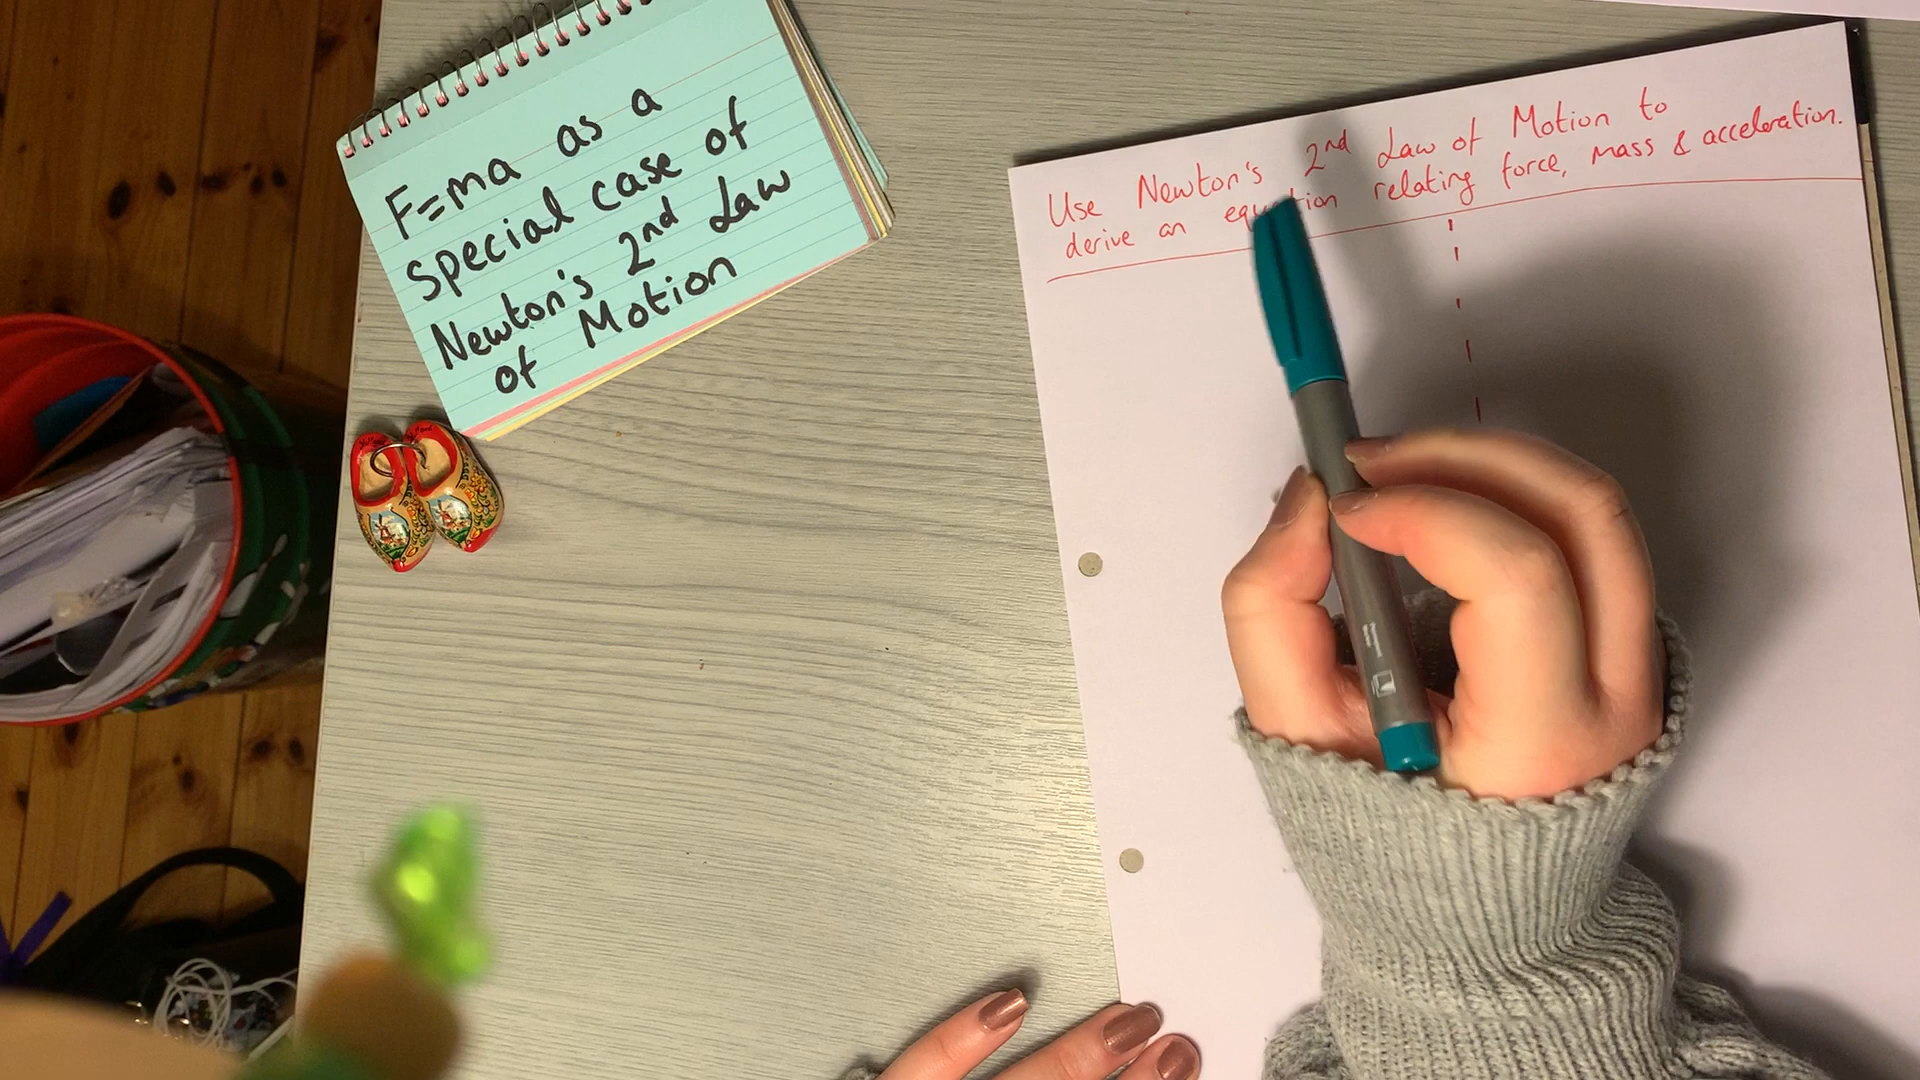 F=ma as a
special case of
Newton's 2nd Law
of Motion
Use Newton's 2nd Law of Motion to
derive an equation relating force, mass & acceleration.